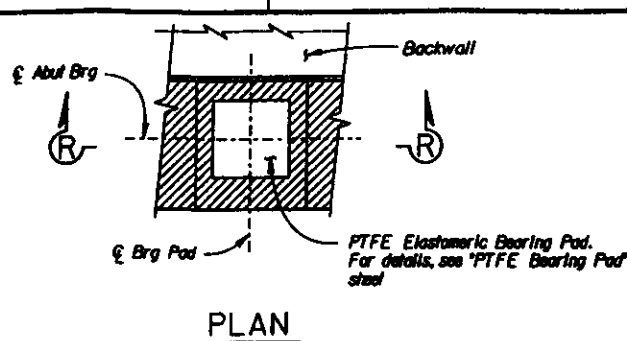 Backwall
℄ Abut Brg
R
R
℄ Brg Pad
PTFE Elastomeric Bearing Pad.
For details, see "PTFE Bearing Pad"
sheet
PLAN